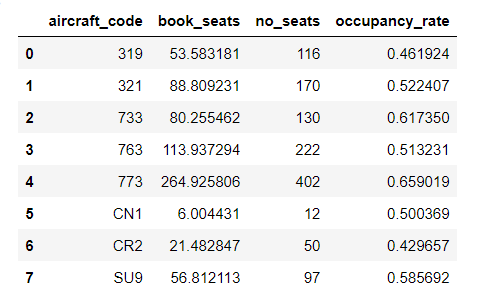 aircraft_code book_seats no_seats occupancy_rate
0 319 53.583181 116 0.461924
1 321 88.809231 170 0.522407
2 733 80.255462 130 0.617350
3 763 113.937294 222 0.513231
4 773 264.925806 402 0.659019
5 CN1 6.004431 12 0.500369
6 CR2 21.482847 50 0.429657
7 SU9 56.812113 97 0.585692